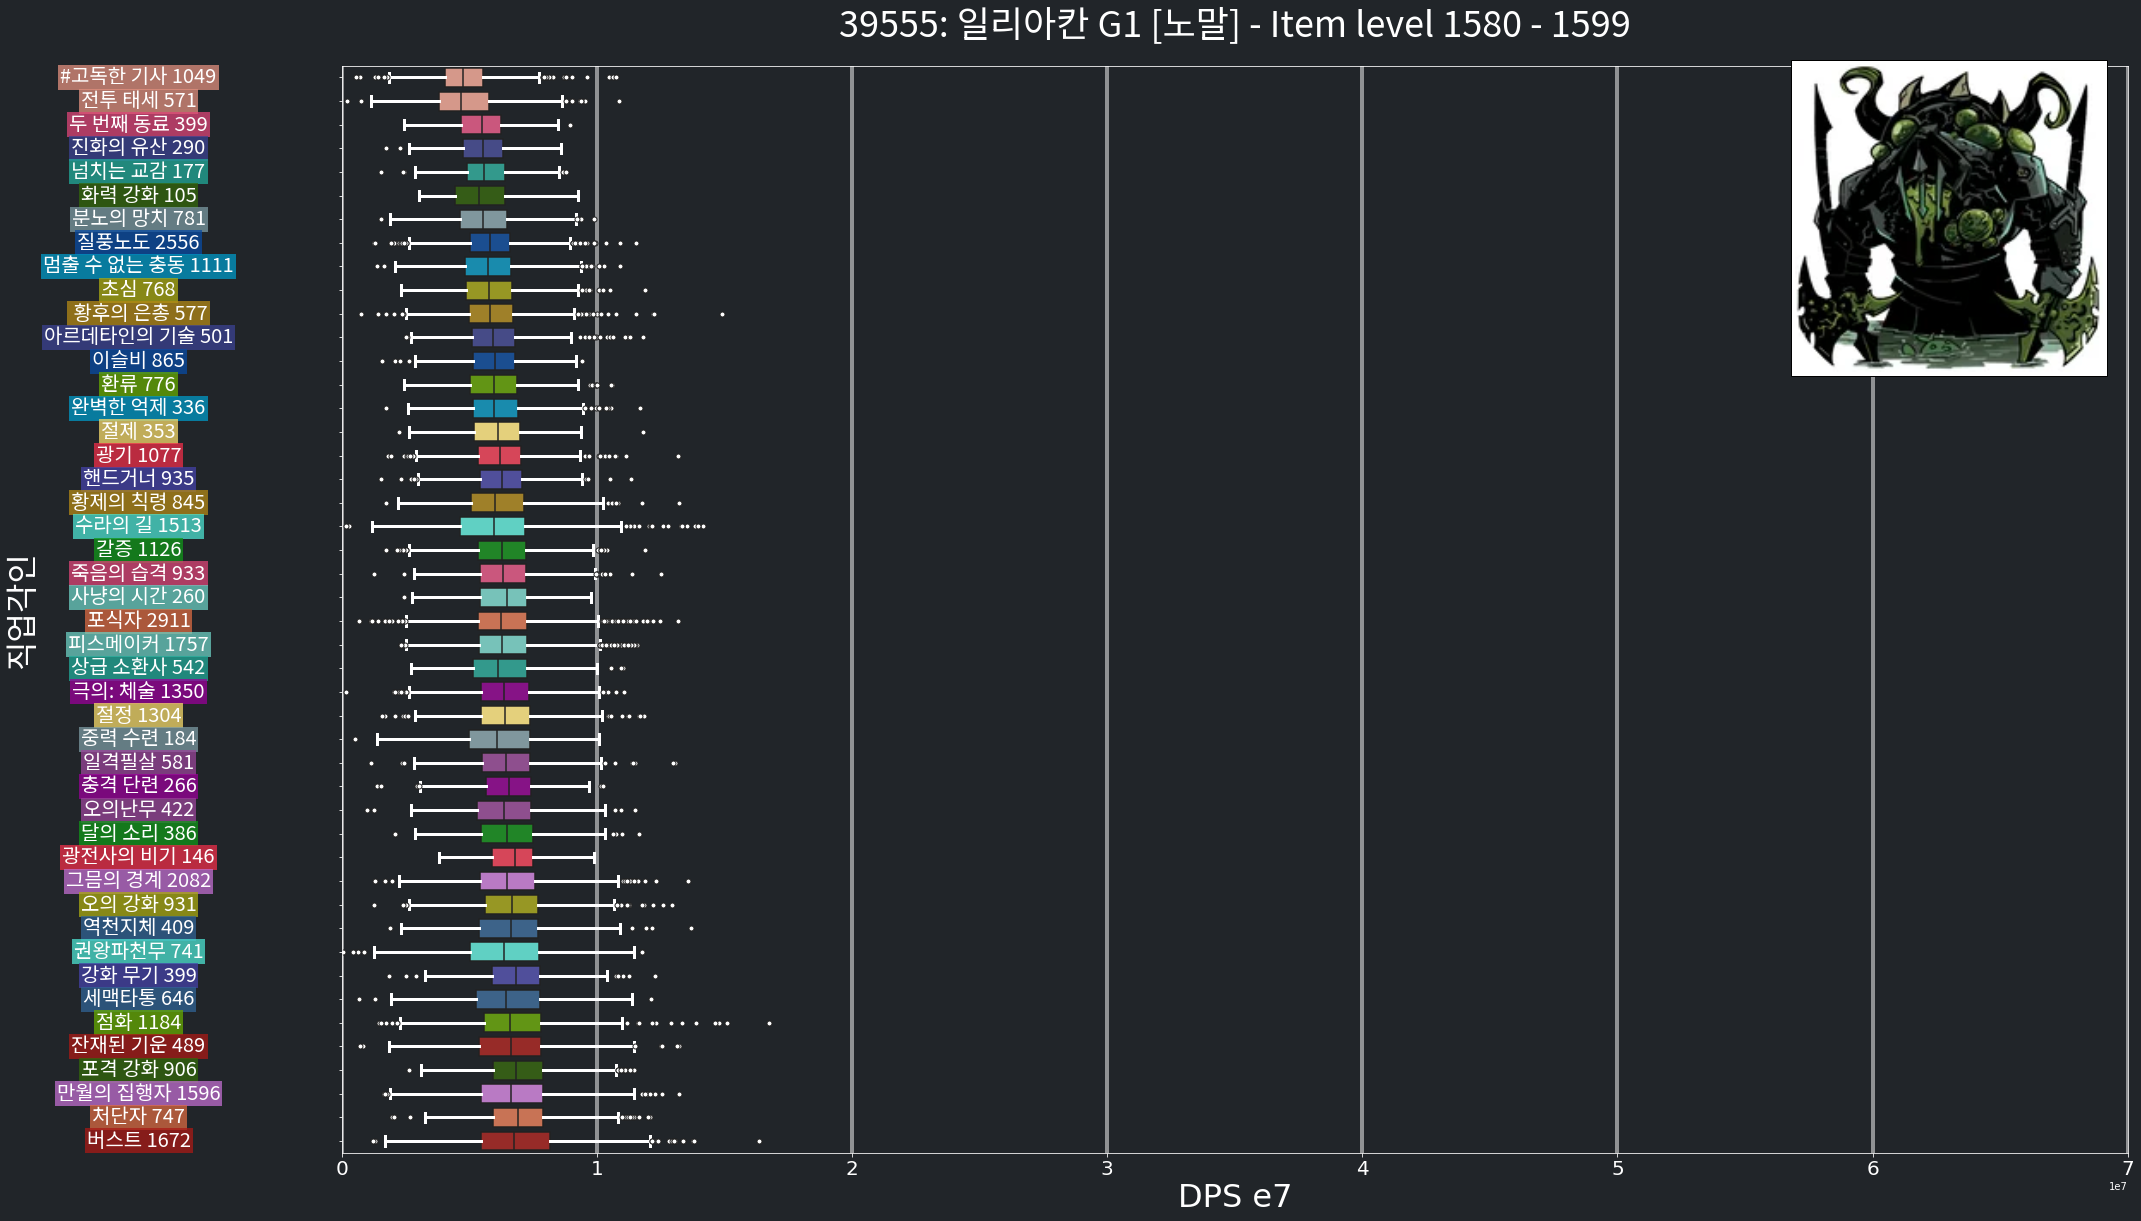 39555: 일리아칸 G1 [노말] - Item level 1580 - 1599
#고독한 기사 1049
전투 태세 571
두 번째 동료 399
진화의 유산 290
넘치는 교감 177
화력 강화 105
분노의 망치 781
질풍노도 2556
멈출 수 없는 충동 1111
초심 768
황후의 은총 577
아르데타인의 기술 501
이슬비 865
환류 776
완벽한 억제 336
절제 353
광기 1077
핸드거너 935
황제의 칙령 845
수라의 길 1513
갈증 1126
죽음의 습격 933
사냥의 시간 260
포식자 2911
피스메이커 1757
상급 소환사 542
극의: 체술 1350
절정 1304
중력 수련 184
일격필살 581
충격 단련 266
오의난무 422
달의 소리 386
광전사의 비기 146
그믐의 경계 2082
오의 강화 931
역천지체 409
권왕파천무 741
강화 무기 399
세맥타통 646
점화 1184
잔재된 기운 489
포격 강화 906
만월의 집행자 1596
처단자 747
버스트 1672
직업각인
0 1 2 3 4 5 6 7
1e7
DPS e7